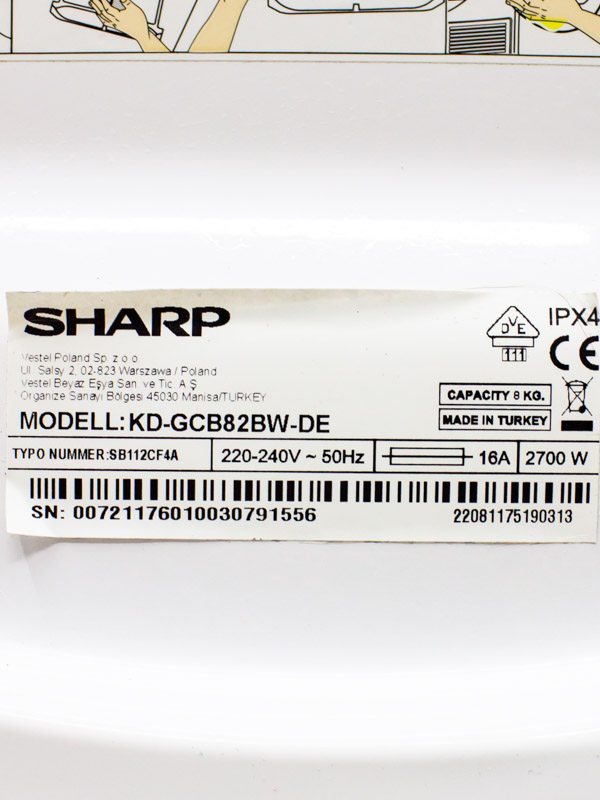 SHARP
Vestel Poland Sp. z o.o.
Ul. Salsy 2, 02-823 Warszawa / Poland
Vestel Beyaz Eşya San. ve Tic. A.Ş.
Organize Sanayi Bölgesi 45030 Manisa/TURKEY
DVE
111
IPX4
CE
CAPACITY 8 KG.
MADE IN TURKEY
MODELL:KD-GCB82BW-DE
TYPO NUMMER:SB112CF4A
220-240V ~ 50Hz
16A
2700 W
SN: 00721176010030791556
22081175190313